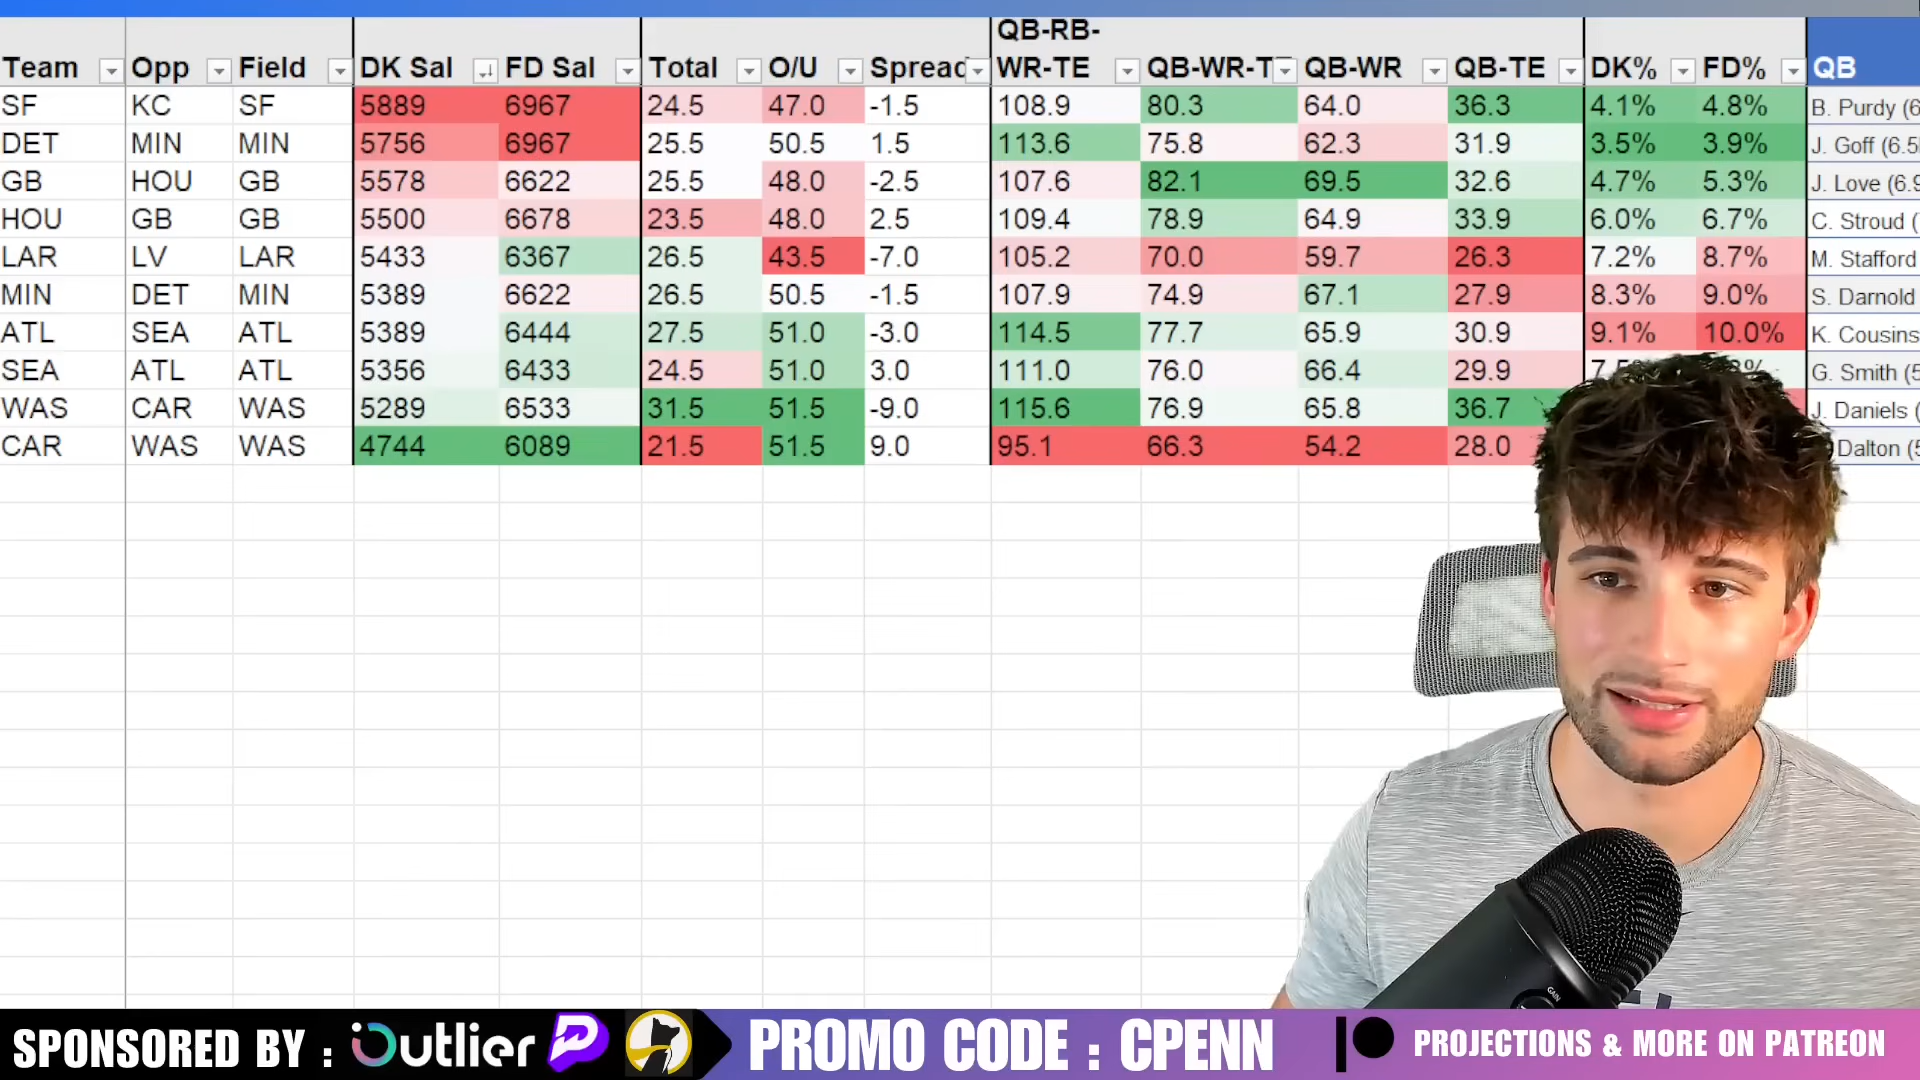 QB-RB-
Team Opp Field DK Sal FD Sal Total O/U Spread WR-TE QB-WR-T QB-WR QB-TE DK% FD% QB
SF KC SF 5889 6967 24.5 47.0 -1.5 108.9 80.3 64.0 36.3 4.1% 4.8% B. Purdy (6
DET MIN MIN 5756 6967 25.5 50.5 1.5 113.6 75.8 62.3 31.9 3.5% 3.9% J. Goff (6.5
GB HOU GB 5578 6622 25.5 48.0 -2.5 107.6 82.1 69.5 32.6 4.7% 5.3% J. Love (6.9
HOU GB GB 5500 6678 23.5 48.0 2.5 109.4 78.9 64.9 33.9 6.0% 6.7% C. Stroud (
LAR LV LAR 5433 6367 26.5 43.5 -7.0 105.2 70.0 59.7 26.3 7.2% 8.7% M. Stafford
MIN DET MIN 5389 6622 26.5 50.5 -1.5 107.9 74.9 67.1 27.9 8.3% 9.0% S. Darnold
ATL SEA ATL 5389 6444 27.5 51.0 -3.0 114.5 77.7 65.9 30.9 9.1% 10.0% K. Cousins
SEA ATL ATL 5356 6433 24.5 51.0 3.0 111.0 76.0 66.4 29.9 G. Smith (5
WAS CAR WAS 5289 6533 31.5 51.5 -9.0 115.6 76.9 65.8 36.7 J. Daniels (
CAR WAS WAS 4744 6089 21.5 51.5 9.0 95.1 66.3 54.2 28.0 Dalton (5
SPONSORED BY : Outlier P PROMO CODE : CPENN PROJECTIONS & MORE ON PATREON